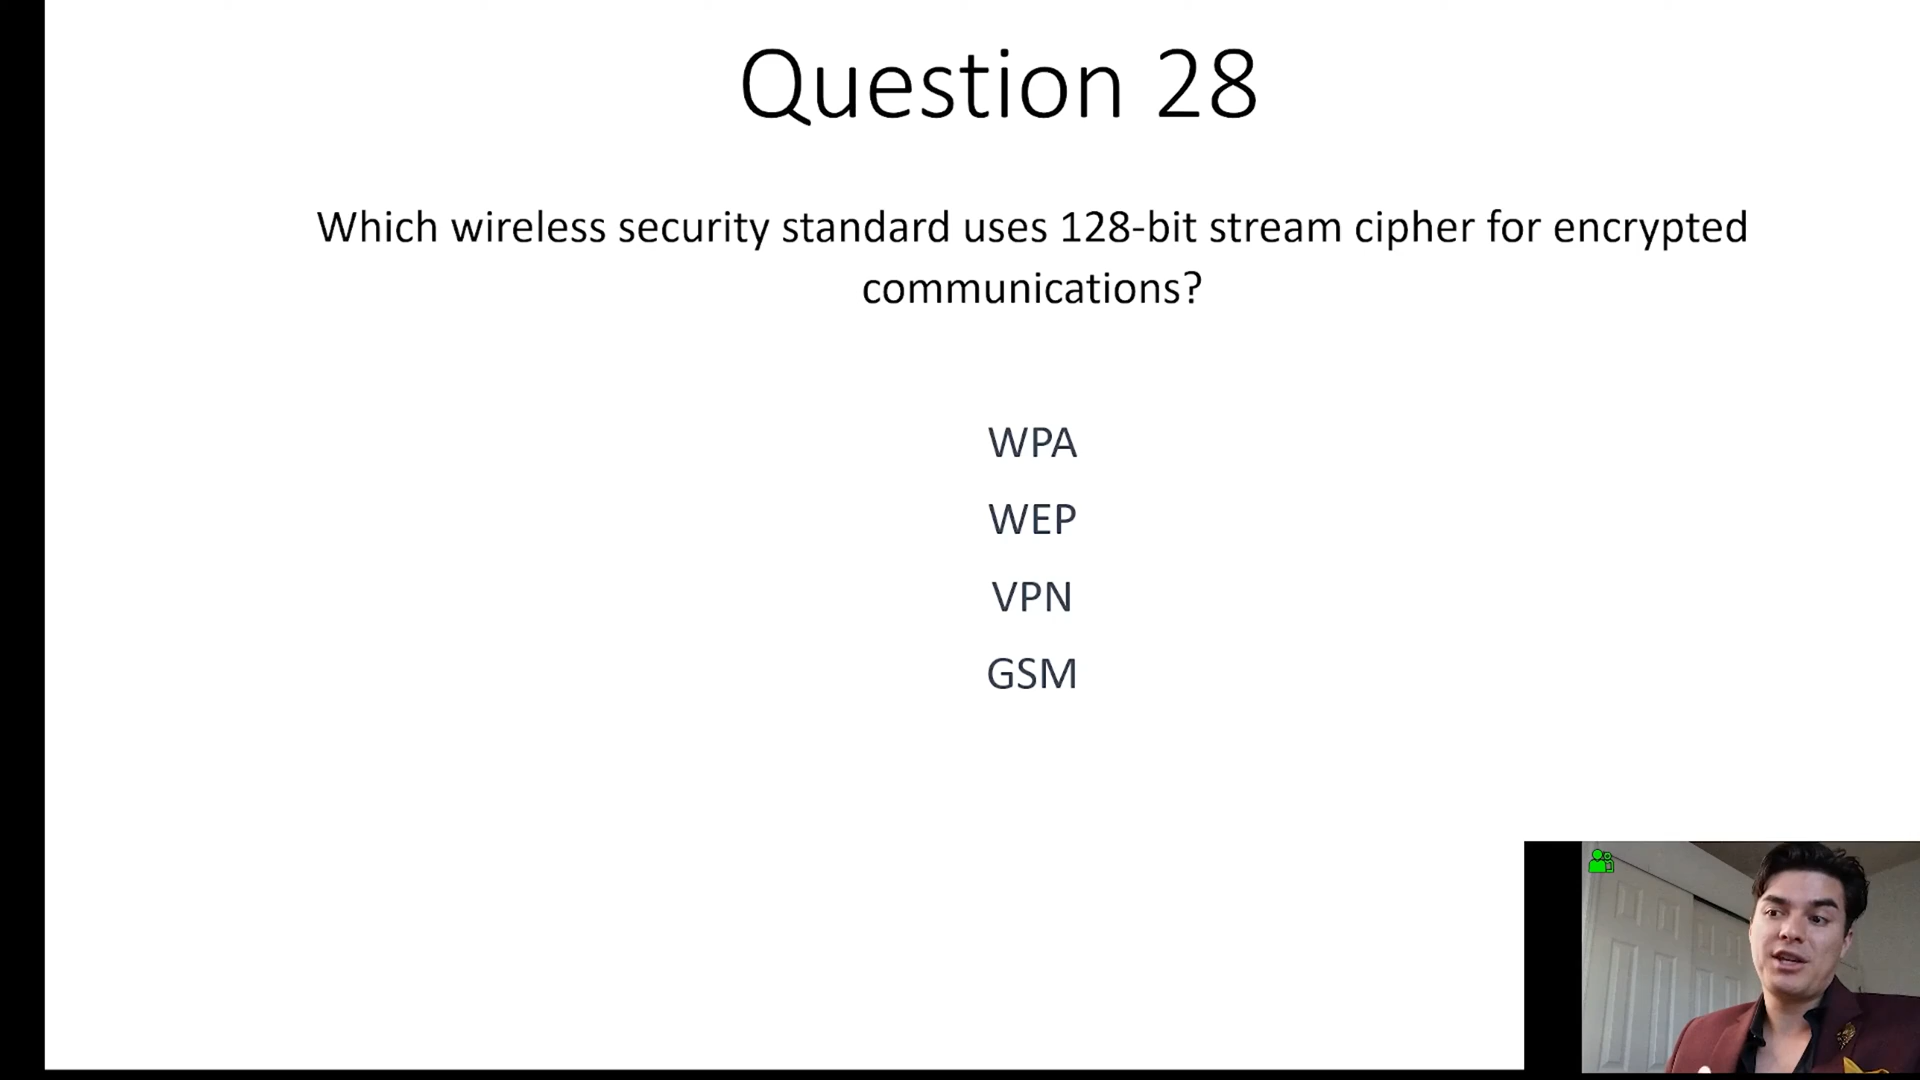 Question 28
Which wireless security standard uses 128-bit stream cipher for encrypted
communications?
WPA
WEP
VPN
GSM